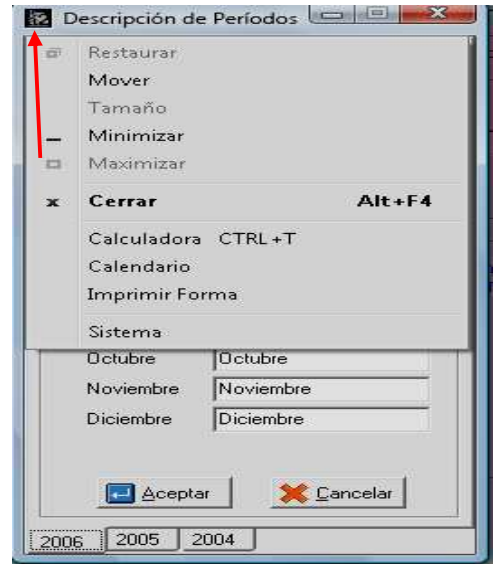 Descripción de Períodos
Restaurar
Mover
Tamaño
Minimizar
Maximizar
Cerrar Alt+F4
Calculadora CTRL+T
Calendario
Imprimir Forma
Sistema
Octubre Octubre
Noviembre Noviembre
Diciembre Diciembre
Aceptar Cancelar
2006 2005 2004